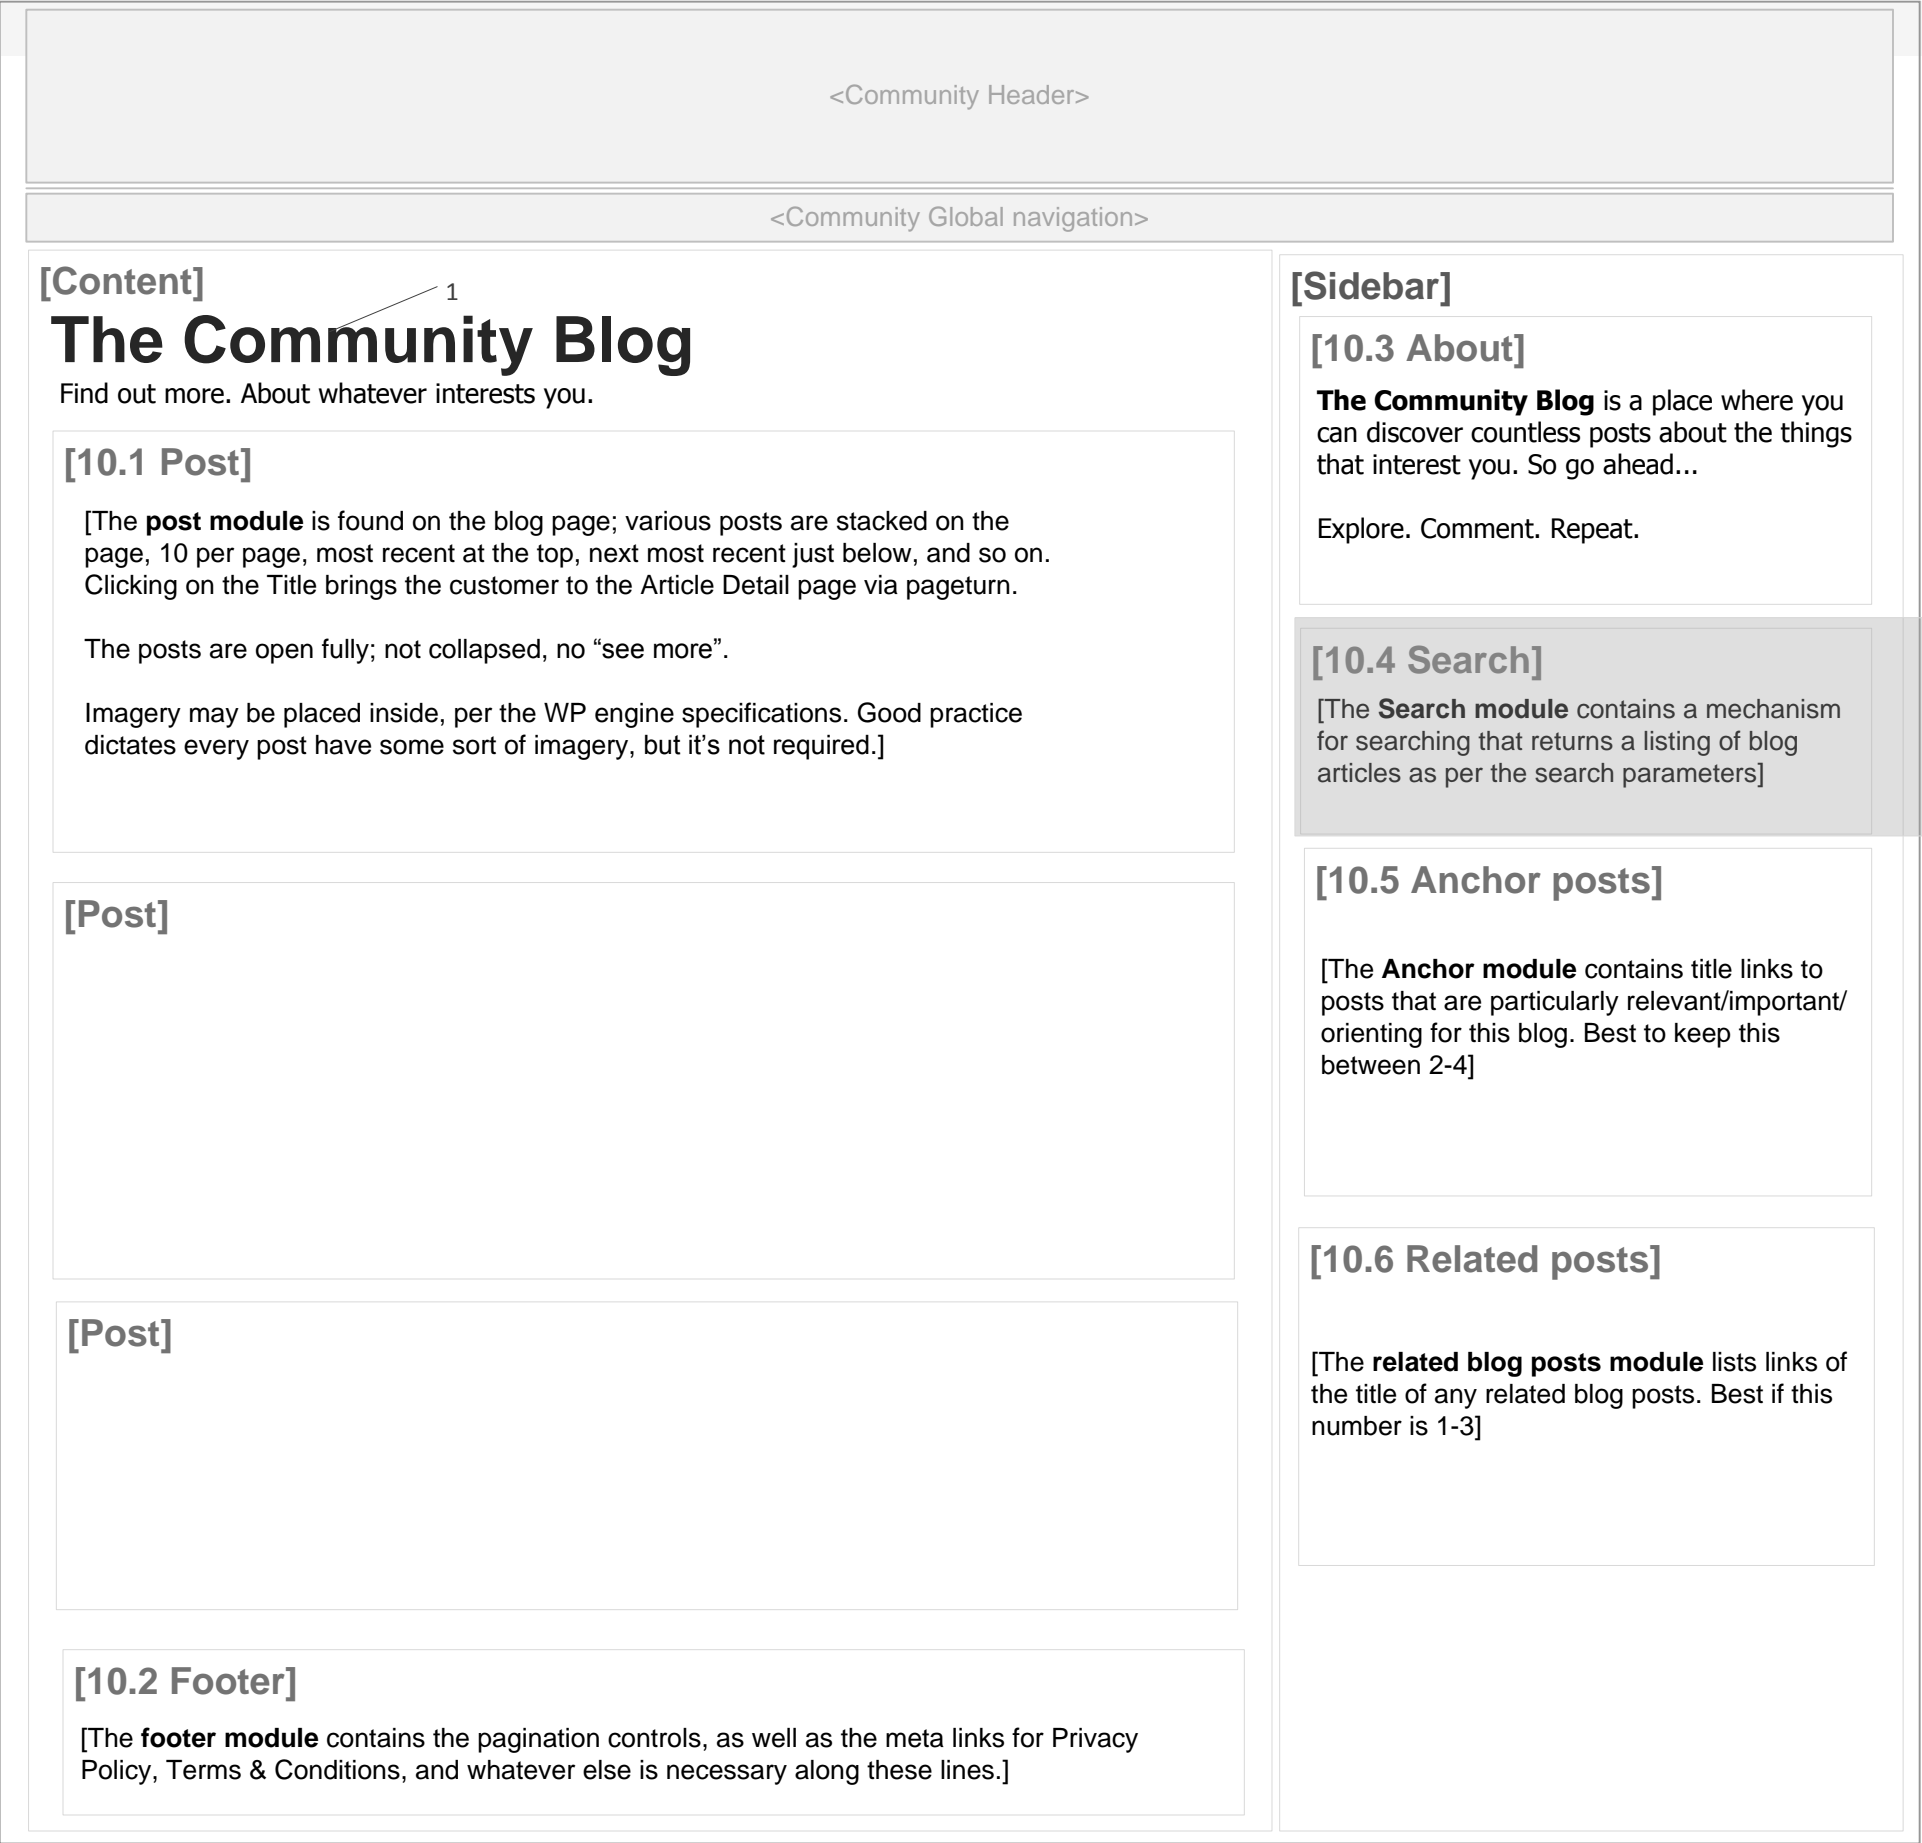 <Community Header>
<Community Global navigation>
[Content]
1
The Community Blog
Find out more. About whatever interests you.
[10.1 Post]
[The post module is found on the blog page; various posts are stacked on the
page, 10 per page, most recent at the top, next most recent just below, and so on.
Clicking on the Title brings the customer to the Article Detail page via pageturn.
The posts are open fully; not collapsed, no “see more”.
Imagery may be placed inside, per the WP engine specifications. Good practice
dictates every post have some sort of imagery, but it’s not required.]
[Post]
[Post]
[10.2 Footer]
[The footer module contains the pagination controls, as well as the meta links for Privacy
Policy, Terms & Conditions, and whatever else is necessary along these lines.]
[Sidebar]
[10.3 About]
The Community Blog is a place where you
can discover countless posts about the things
that interest you. So go ahead...
Explore. Comment. Repeat.
[10.4 Search]
[The Search module contains a mechanism
for searching that returns a listing of blog
articles as per the search parameters]
[10.5 Anchor posts]
[The Anchor module contains title links to
posts that are particularly relevant/important/
orienting for this blog. Best to keep this
between 2-4]
[10.6 Related posts]
[The related blog posts module lists links of
the title of any related blog posts. Best if this
number is 1-3]